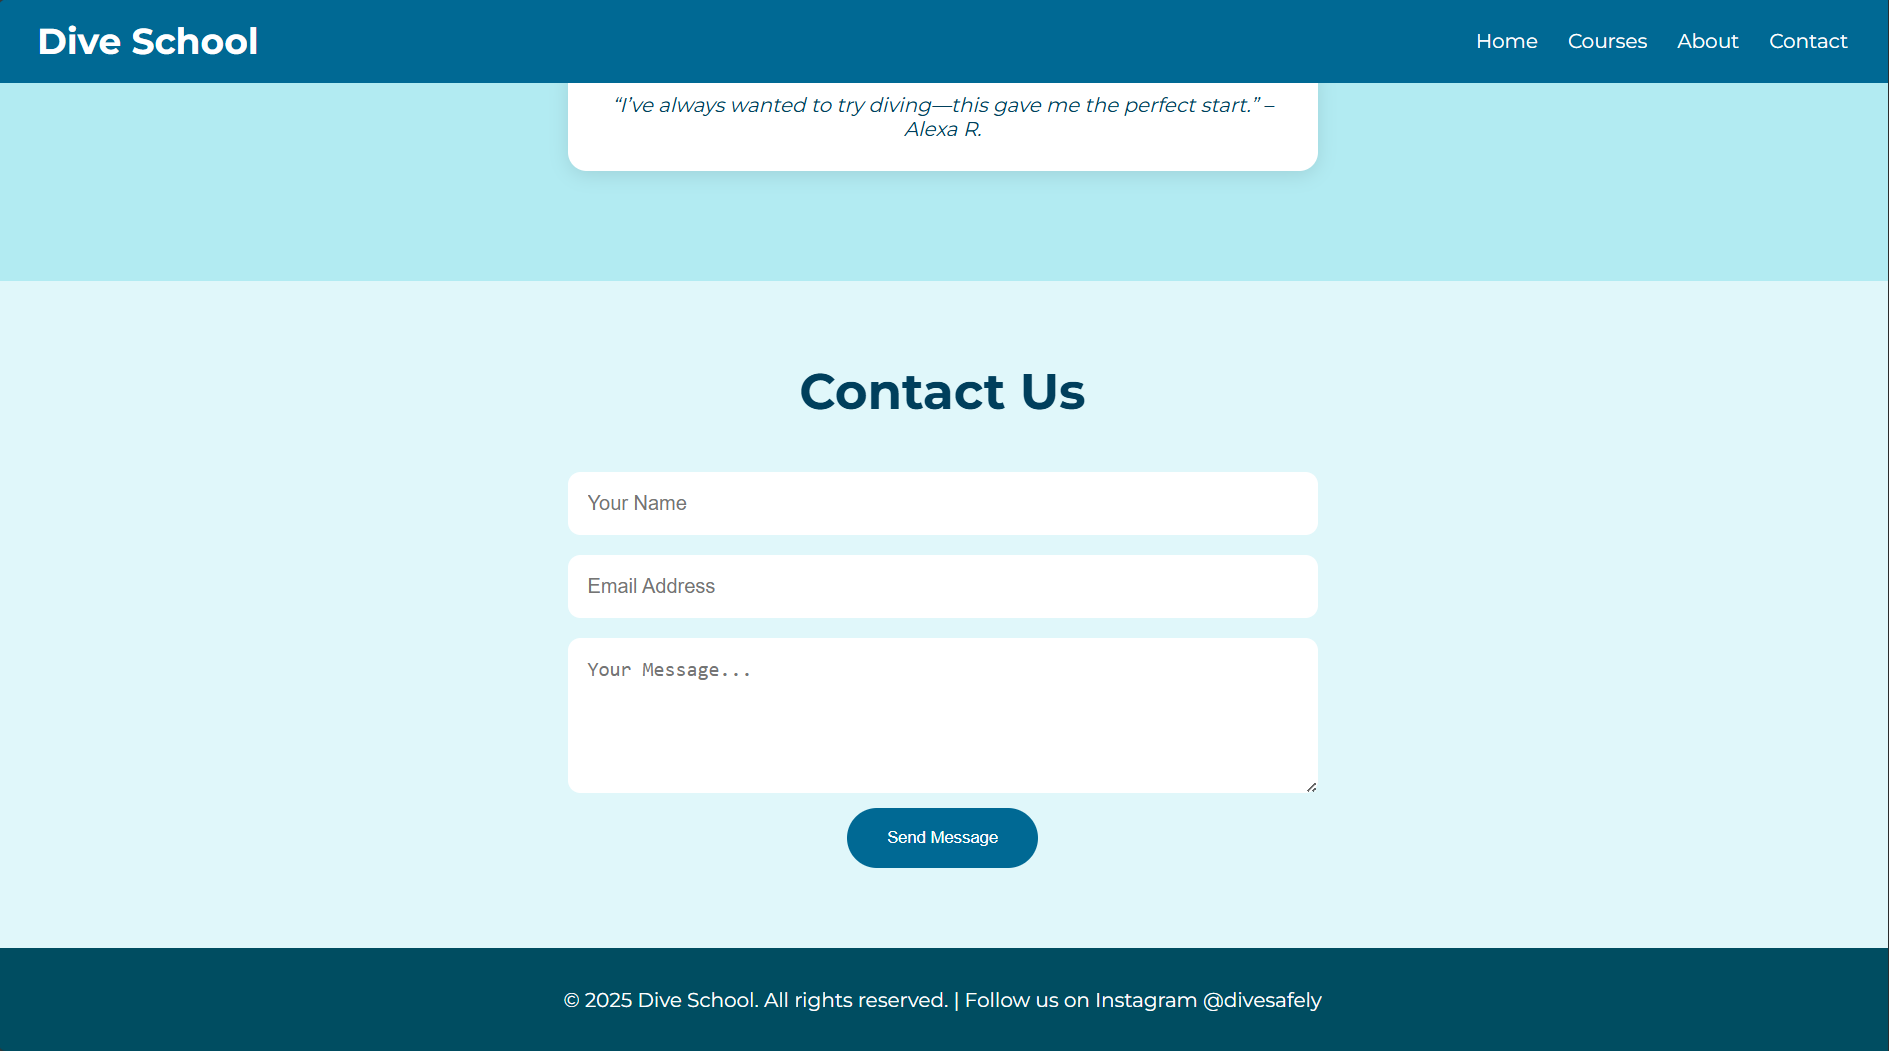 Dive School
Home Courses About Contact
“I’ve always wanted to try diving—this gave me the perfect start.” –
Alexa R.
Contact Us
Your Name
Email Address
Your Message...
Send Message
© 2025 Dive School. All rights reserved. | Follow us on Instagram @divesafely